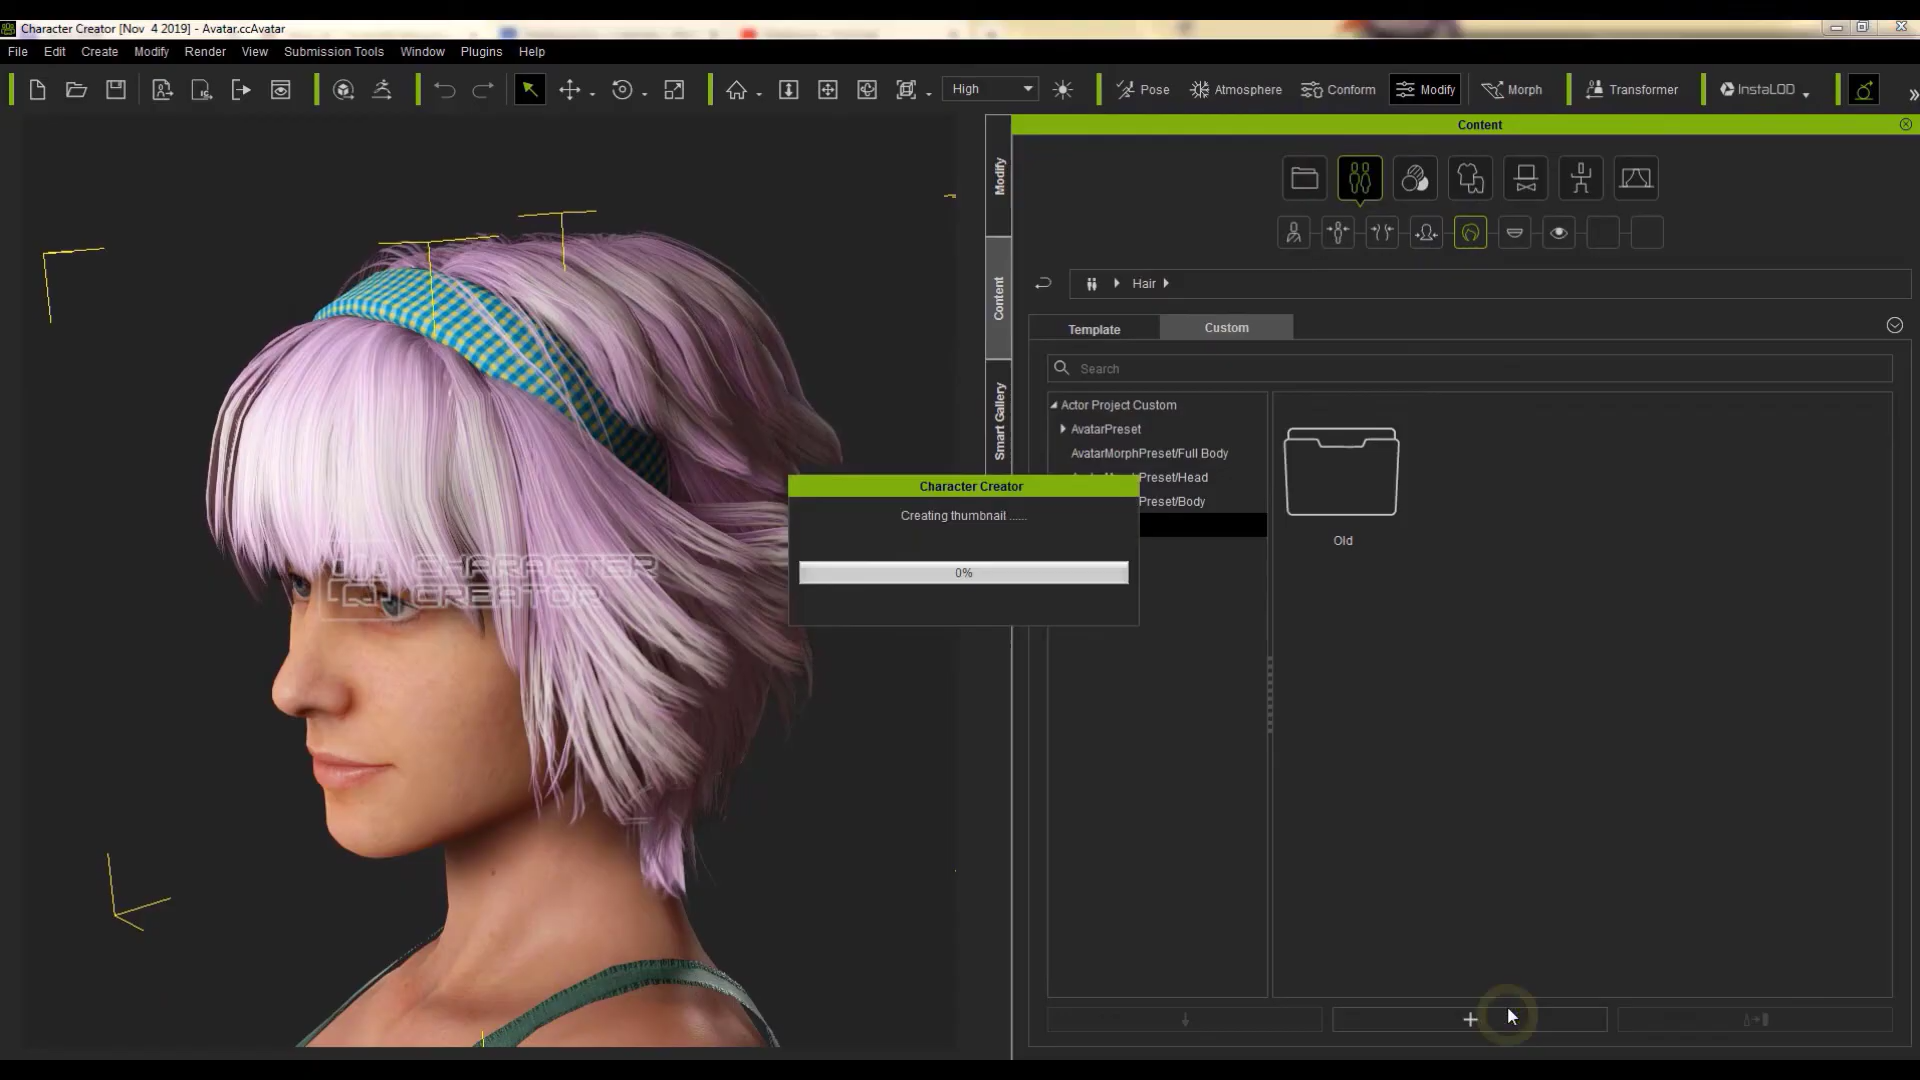 Character Creator [Nov 4 2019] - Avatar.ccAvatar
File Edit Create Modify Render View Submission Tools Window Plugins Help
High Pose Atmosphere Conform Modify Morph Transformer InstaLOD
Content
Modify
Content
Smart Gallery
Hair
Template Custom
Search
Actor Project Custom
AvatarPreset
AvatarMorphPreset/Full Body
Preset/Head
Preset/Body
Old
Character Creator
Creating thumbnail ......
0%
CHARACTER
CREATOR